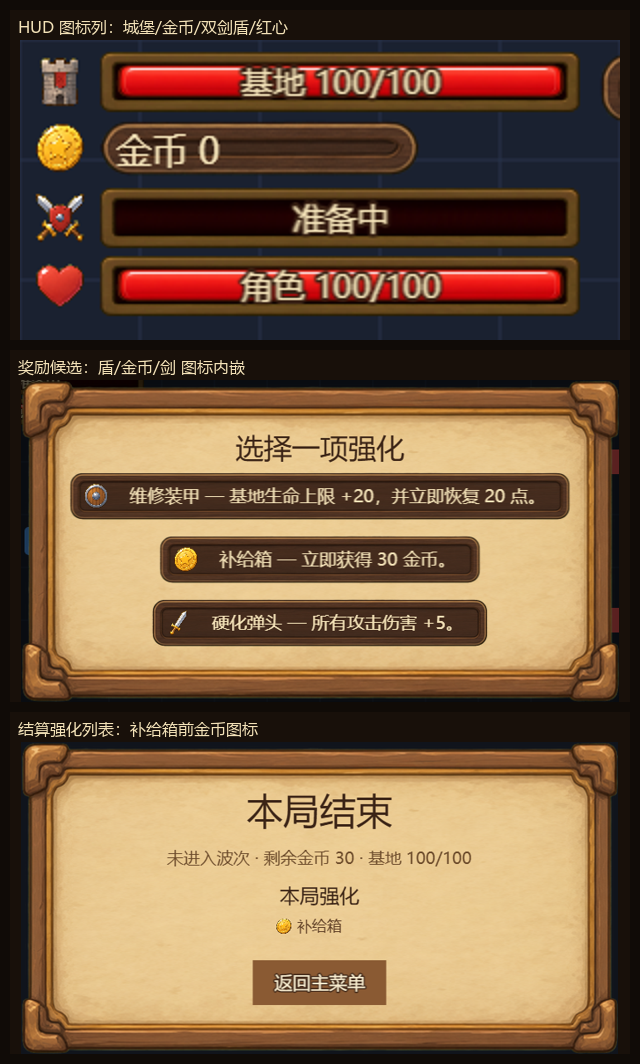 HUD 图标列：城堡/金币/双剑盾/红心
基地 100/100
金币 0
准备中
角色 100/100
奖励候选：盾/金币/剑 图标内嵌
选择一项强化
维修装甲 — 基地生命上限 +20，并立即恢复 20 点。
补给箱 — 立即获得 30 金币。
硬化弹头 — 所有攻击伤害 +5。
结算强化列表：补给箱前金币图标
本局结束
未进入波次 · 剩余金币 30 · 基地 100/100
本局强化
补给箱
返回主菜单